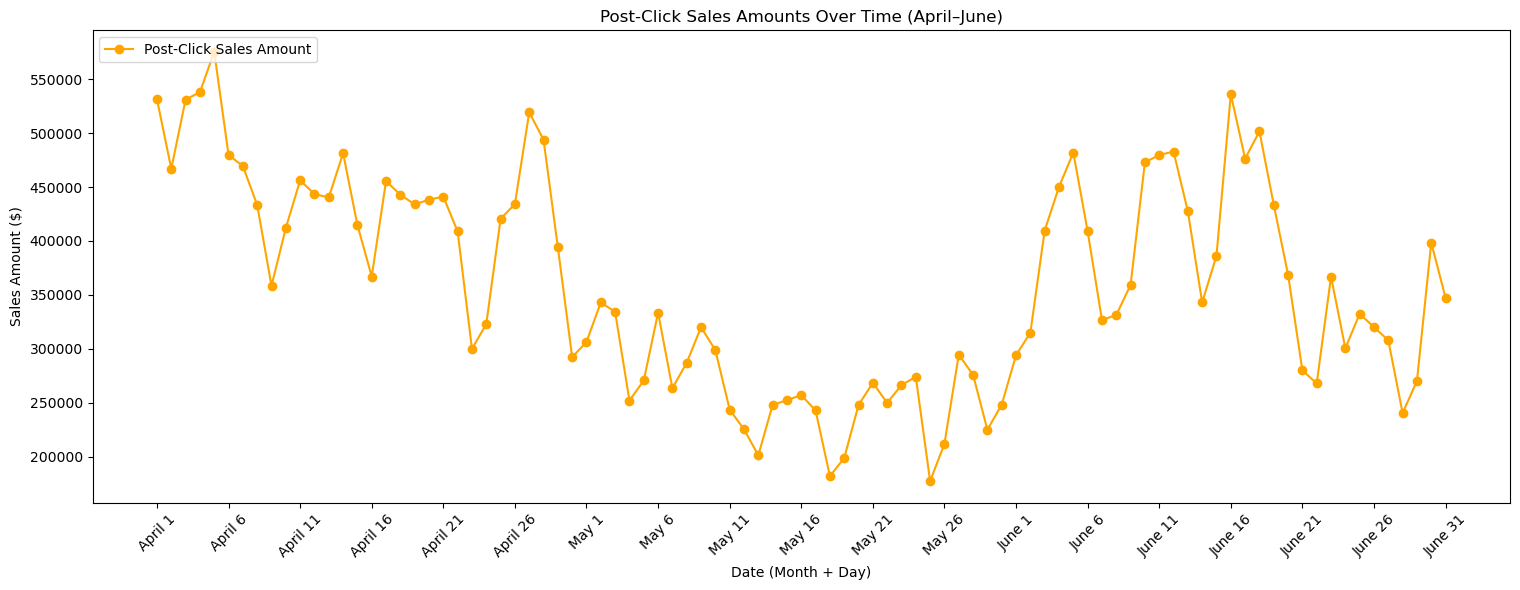 Post-Click Sales Amounts Over Time (April–June)
Post-Click Sales Amount
Sales Amount ($)
550000
500000
450000
400000
350000
300000
250000
200000
April 1
April 6
April 11
April 16
April 21
April 26
May 1
May 6
May 11
May 16
May 21
May 26
June 1
June 6
June 11
June 16
June 21
June 26
June 31
Date (Month + Day)